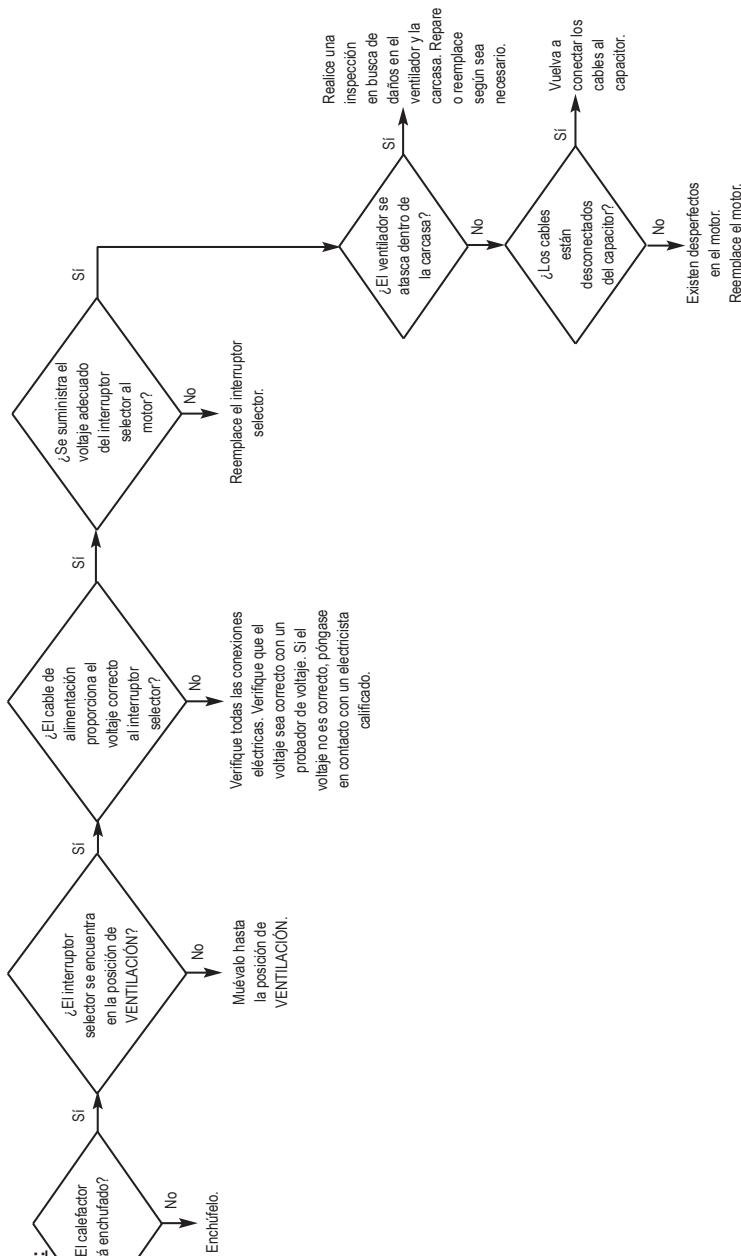 :
El calefactor
á enchufado?
No
Enchúfelo.
Sí
¿El interruptor
selector se encuentra
en la posición de
VENTILACIÓN?
No
Muévalo hasta
la posición de
VENTILACIÓN.
Sí
¿El cable de
alimentación
proporciona el
voltaje correcto
al interruptor
selector?
No
Verifique todas las conexiones
eléctricas. Verifique que el
voltaje sea correcto con un
probador de voltaje. Si el
voltaje no es correcto, póngase
en contacto con un electricista
calificado.
Sí
¿Se suministra el
voltaje adecuado
del interruptor
selector al
motor?
No
Reemplace el interruptor
selector.
Sí
¿El ventilador se
atasca dentro de
la carcasa?
Sí
Realice una
inspección
en busca de
daños en el
ventilador y la
carcasa. Repare
o reemplace
según sea
necesario.
No
¿Los cables
están
desconectados
del capacitor?
Sí
Vuelva a
conectar los
cables al
capacitor.
No
Existen desperfectos
en el motor.
Reemplace el motor.